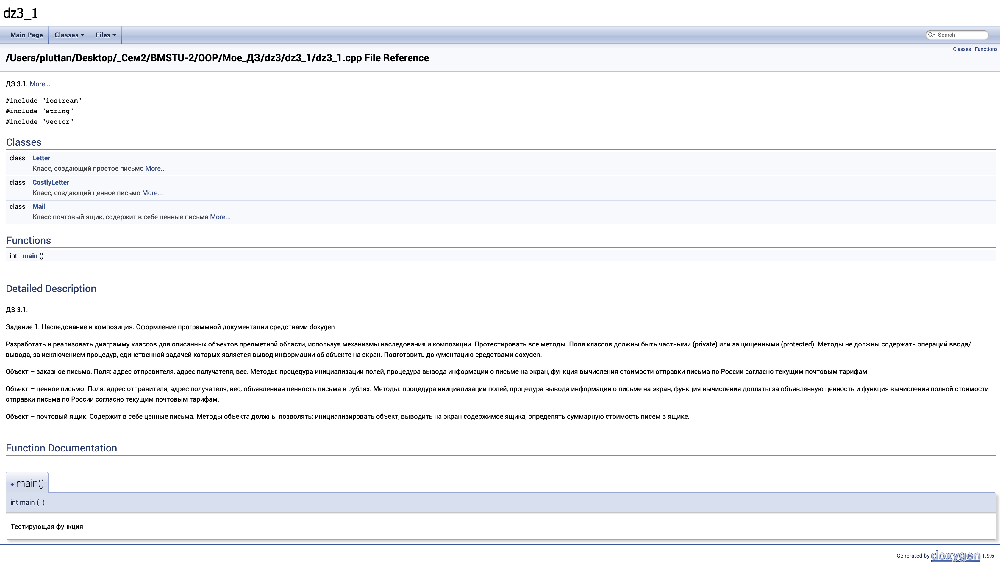 dz3_1
Main Page
Classes
Files
Search
Classes | Functions
/Users/pluttan/Desktop/_Сем2/BMSTU-2/OOP/Мое_ДЗ/dz3/dz3_1/dz3_1.cpp File Reference
ДЗ 3.1. More...
#include "iostream"
#include "string"
#include "vector"
Classes
class Letter
Класс, создающий простое письмо More...
class CostlyLetter
Класс, создающий ценное письмо More...
class Mail
Класс почтовый ящик, содержит в себе ценные письма More...
Functions
int main ()
Detailed Description
ДЗ 3.1.
Задание 1. Наследование и композиция. Оформление программной документации средствами doxygen
Разработать и реализовать диаграмму классов для описанных объектов предметной области, используя механизмы наследования и композиции. Протестировать все методы. Поля классов должны быть частными (private) или защищенными (protected). Методы не должны содержать операций ввода/
вывода, за исключением процедур, единственной задачей которых является вывод информации об объекте на экран. Подготовить документацию средствами doxygen.
Объект – заказное письмо. Поля: адрес отправителя, адрес получателя, вес. Методы: процедура инициализации полей, процедура вывода информации о письме на экран, функция вычисления стоимости отправки письма по России согласно текущим почтовым тарифам.
Объект – ценное письмо. Поля: адрес отправителя, адрес получателя, вес, объявленная ценность письма в рублях. Методы: процедура инициализации полей, процедура вывода информации о письме на экран, функция вычисления доплаты за объявленную ценность и функция вычисления полной стоимости
отправки письма по России согласно текущим почтовым тарифам.
Объект – почтовый ящик. Содержит в себе ценные письма. Методы объекта должны позволять: инициализировать объект, выводить на экран содержимое ящика, определять суммарную стоимость писем в ящике.
Function Documentation
◆ main()
int main ( )
Тестирующая функция
Generated by doxygen 1.9.6